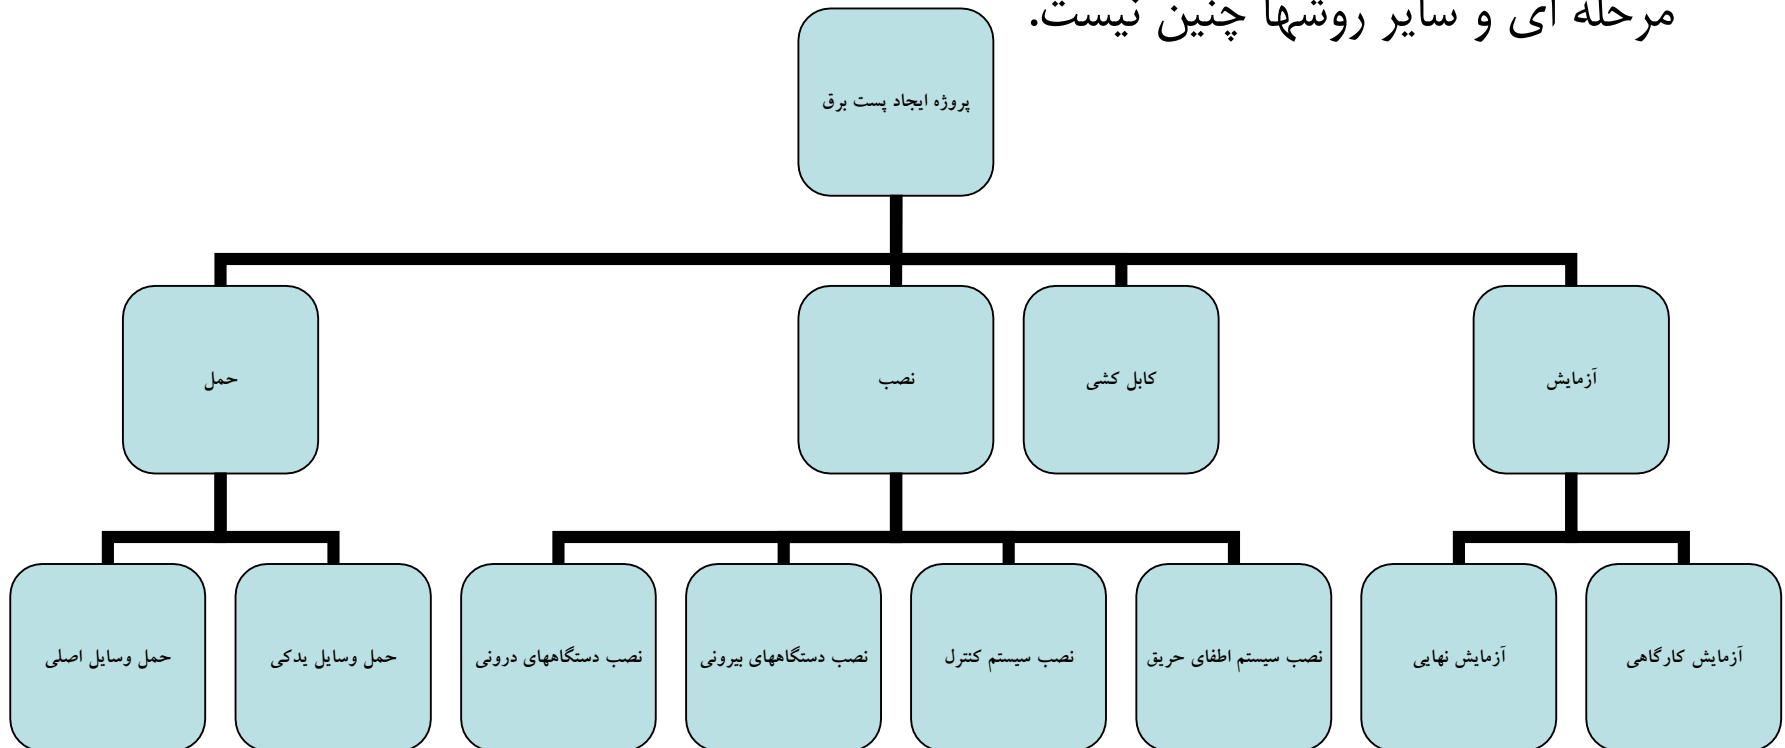 مرحله ای و سایر روشها چنین نیست.
پروژه ایجاد پست برق
آزمایش
کابل کشی
نصب
حمل
آزمایش کارگاهی
آزمایش نهایی
نصب سیستم اطفای حریق
نصب سیستم کنترل
نصب دستگاههای بیرونی
نصب دستگاههای درونی
حمل وسایل یدکی
حمل وسایل اصلی